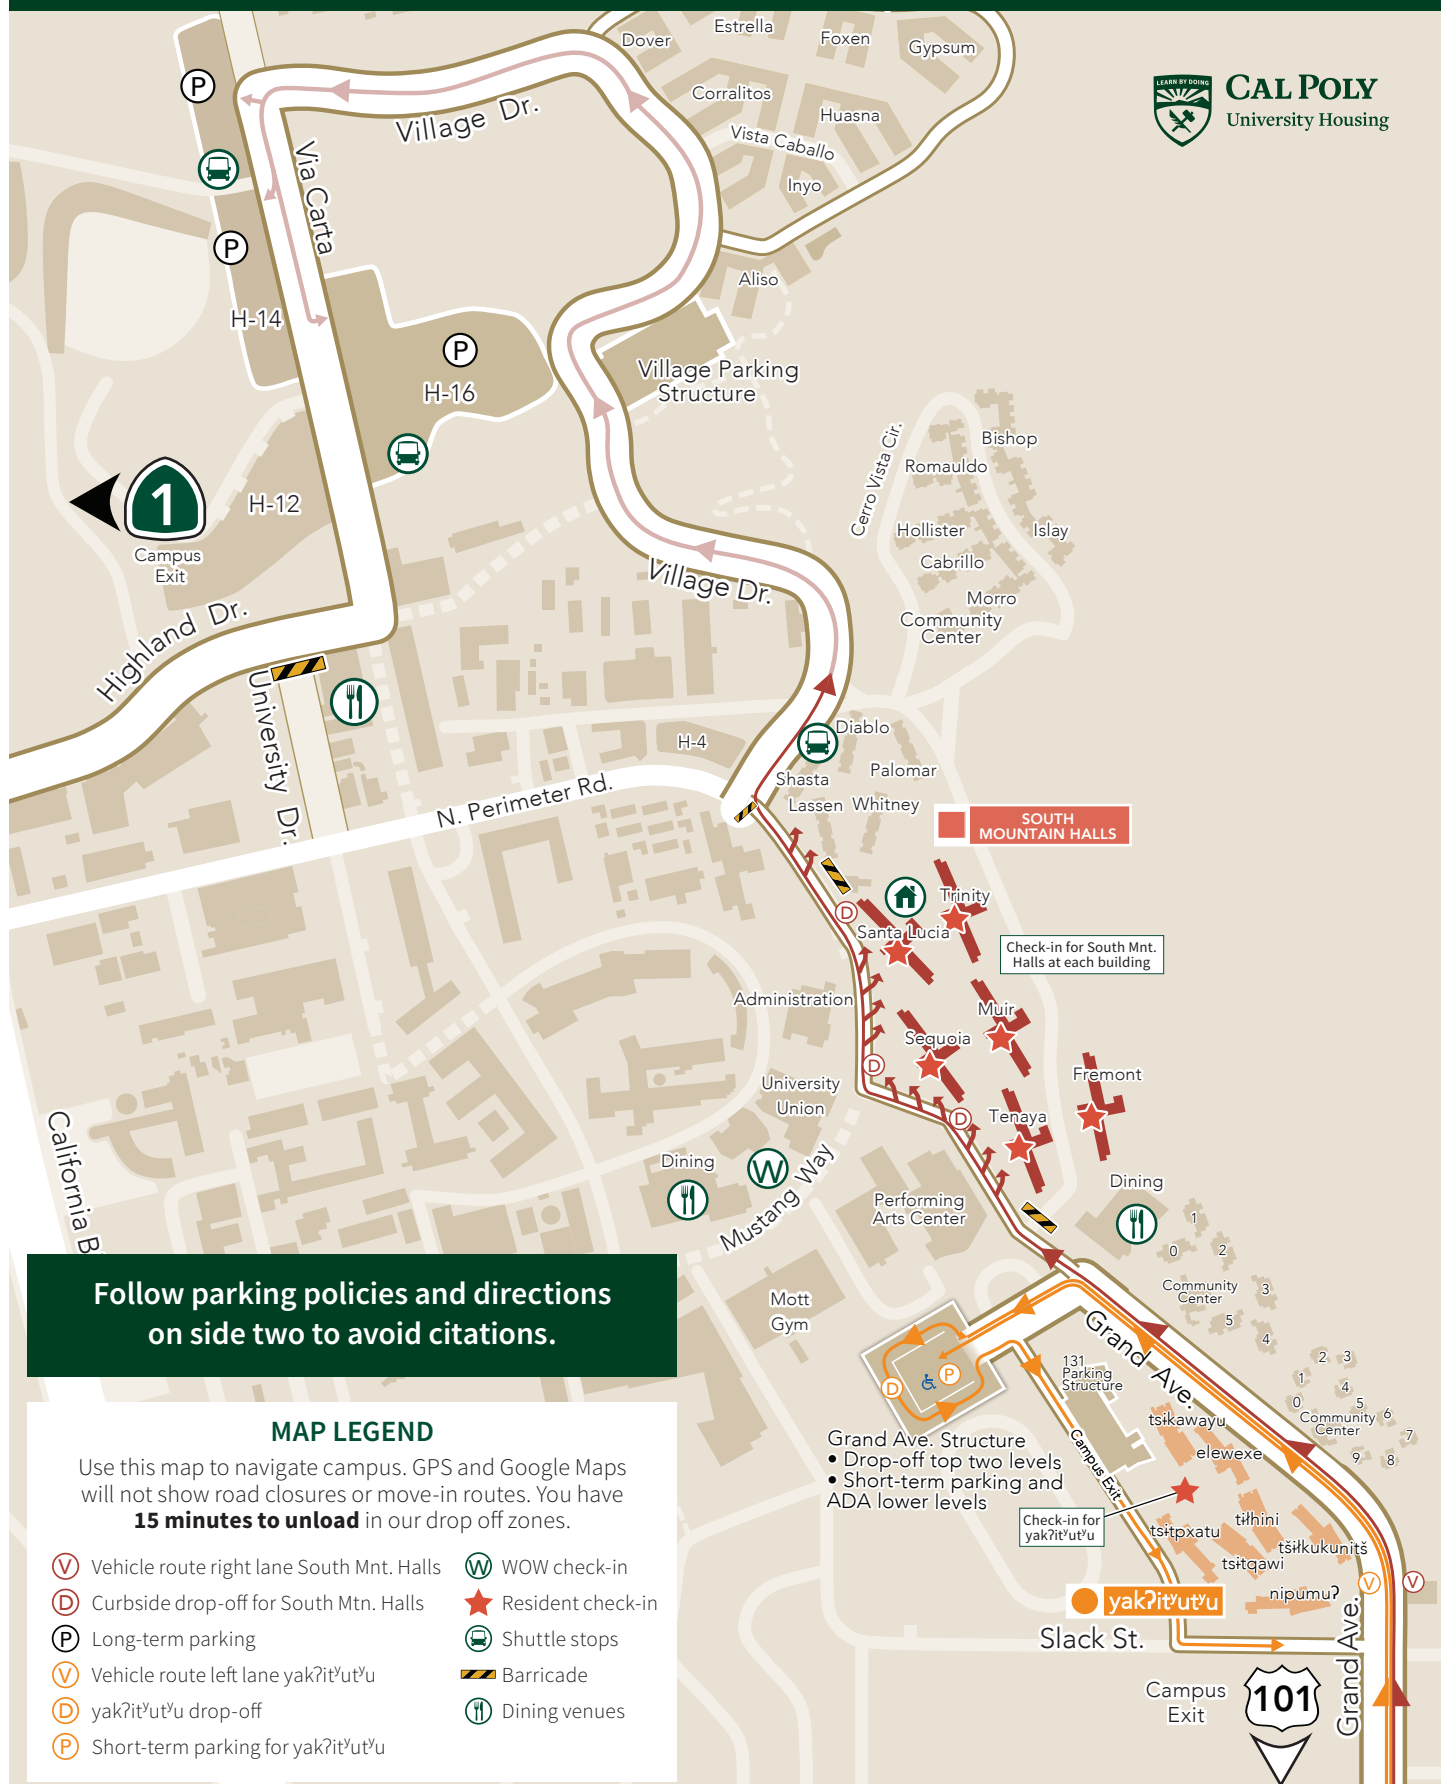 Dover
Estrella
Foxen
Gypsum
Corralitos
Huasna
Vista Caballo
Inyo
Aliso
LEARN BY DOING
CAL POLY
University Housing
P
Village Dr.
Via Carta
P
H-14
P
H-16
Village Parking
Structure
1
Campus
Exit
H-12
Highland Dr.
University Dr.
Village Dr.
Cerro Vista Cir.
Bishop
Romauldo
Hollister
Islay
Cabrillo
Morro
Community
Center
H-4
N. Perimeter Rd.
Diablo
Shasta
Palomar
Lassen
Whitney
SOUTH
MOUNTAIN HALLS
D
Trinity
Santa Lucia
Check-in for South Mnt.
Halls at each building
Administration
Muir
Sequoia
D
Fremont
University
Union
D
Tenaya
California B
Dining
W
Mustang Way
Performing
Arts Center
Dining
1
0
2
Community
Center
3
5
4
Mott
Gym
Grand Ave.
131
Parking
Structure
D
P
2
3
1
4
0
5
Community
Center
6
7
9
8
Grand Ave. Structure
• Drop-off top two levels
• Short-term parking and
ADA lower levels
Campus Exit
tsɨkawayu
elewexe
Check-in for
yakʔitʸutʸu
tsɨtpxatu
tiɬhini
tšiɬkukunitš
tsɨtqawi
nipumuʔ
V
V
yakʔitʸutʸu
Slack St.
Grand Ave.
Campus
Exit
101
Follow parking policies and directions
on side two to avoid citations.
MAP LEGEND
Use this map to navigate campus. GPS and Google Maps
will not show road closures or move-in routes. You have
15 minutes to unload in our drop off zones.
V Vehicle route right lane South Mnt. Halls
D Curbside drop-off for South Mtn. Halls
P Long-term parking
V Vehicle route left lane yakʔitʸutʸu
D yakʔitʸutʸu drop-off
P Short-term parking for yakʔitʸutʸu
W WOW check-in
Resident check-in
Shuttle stops
Barricade
Dining venues